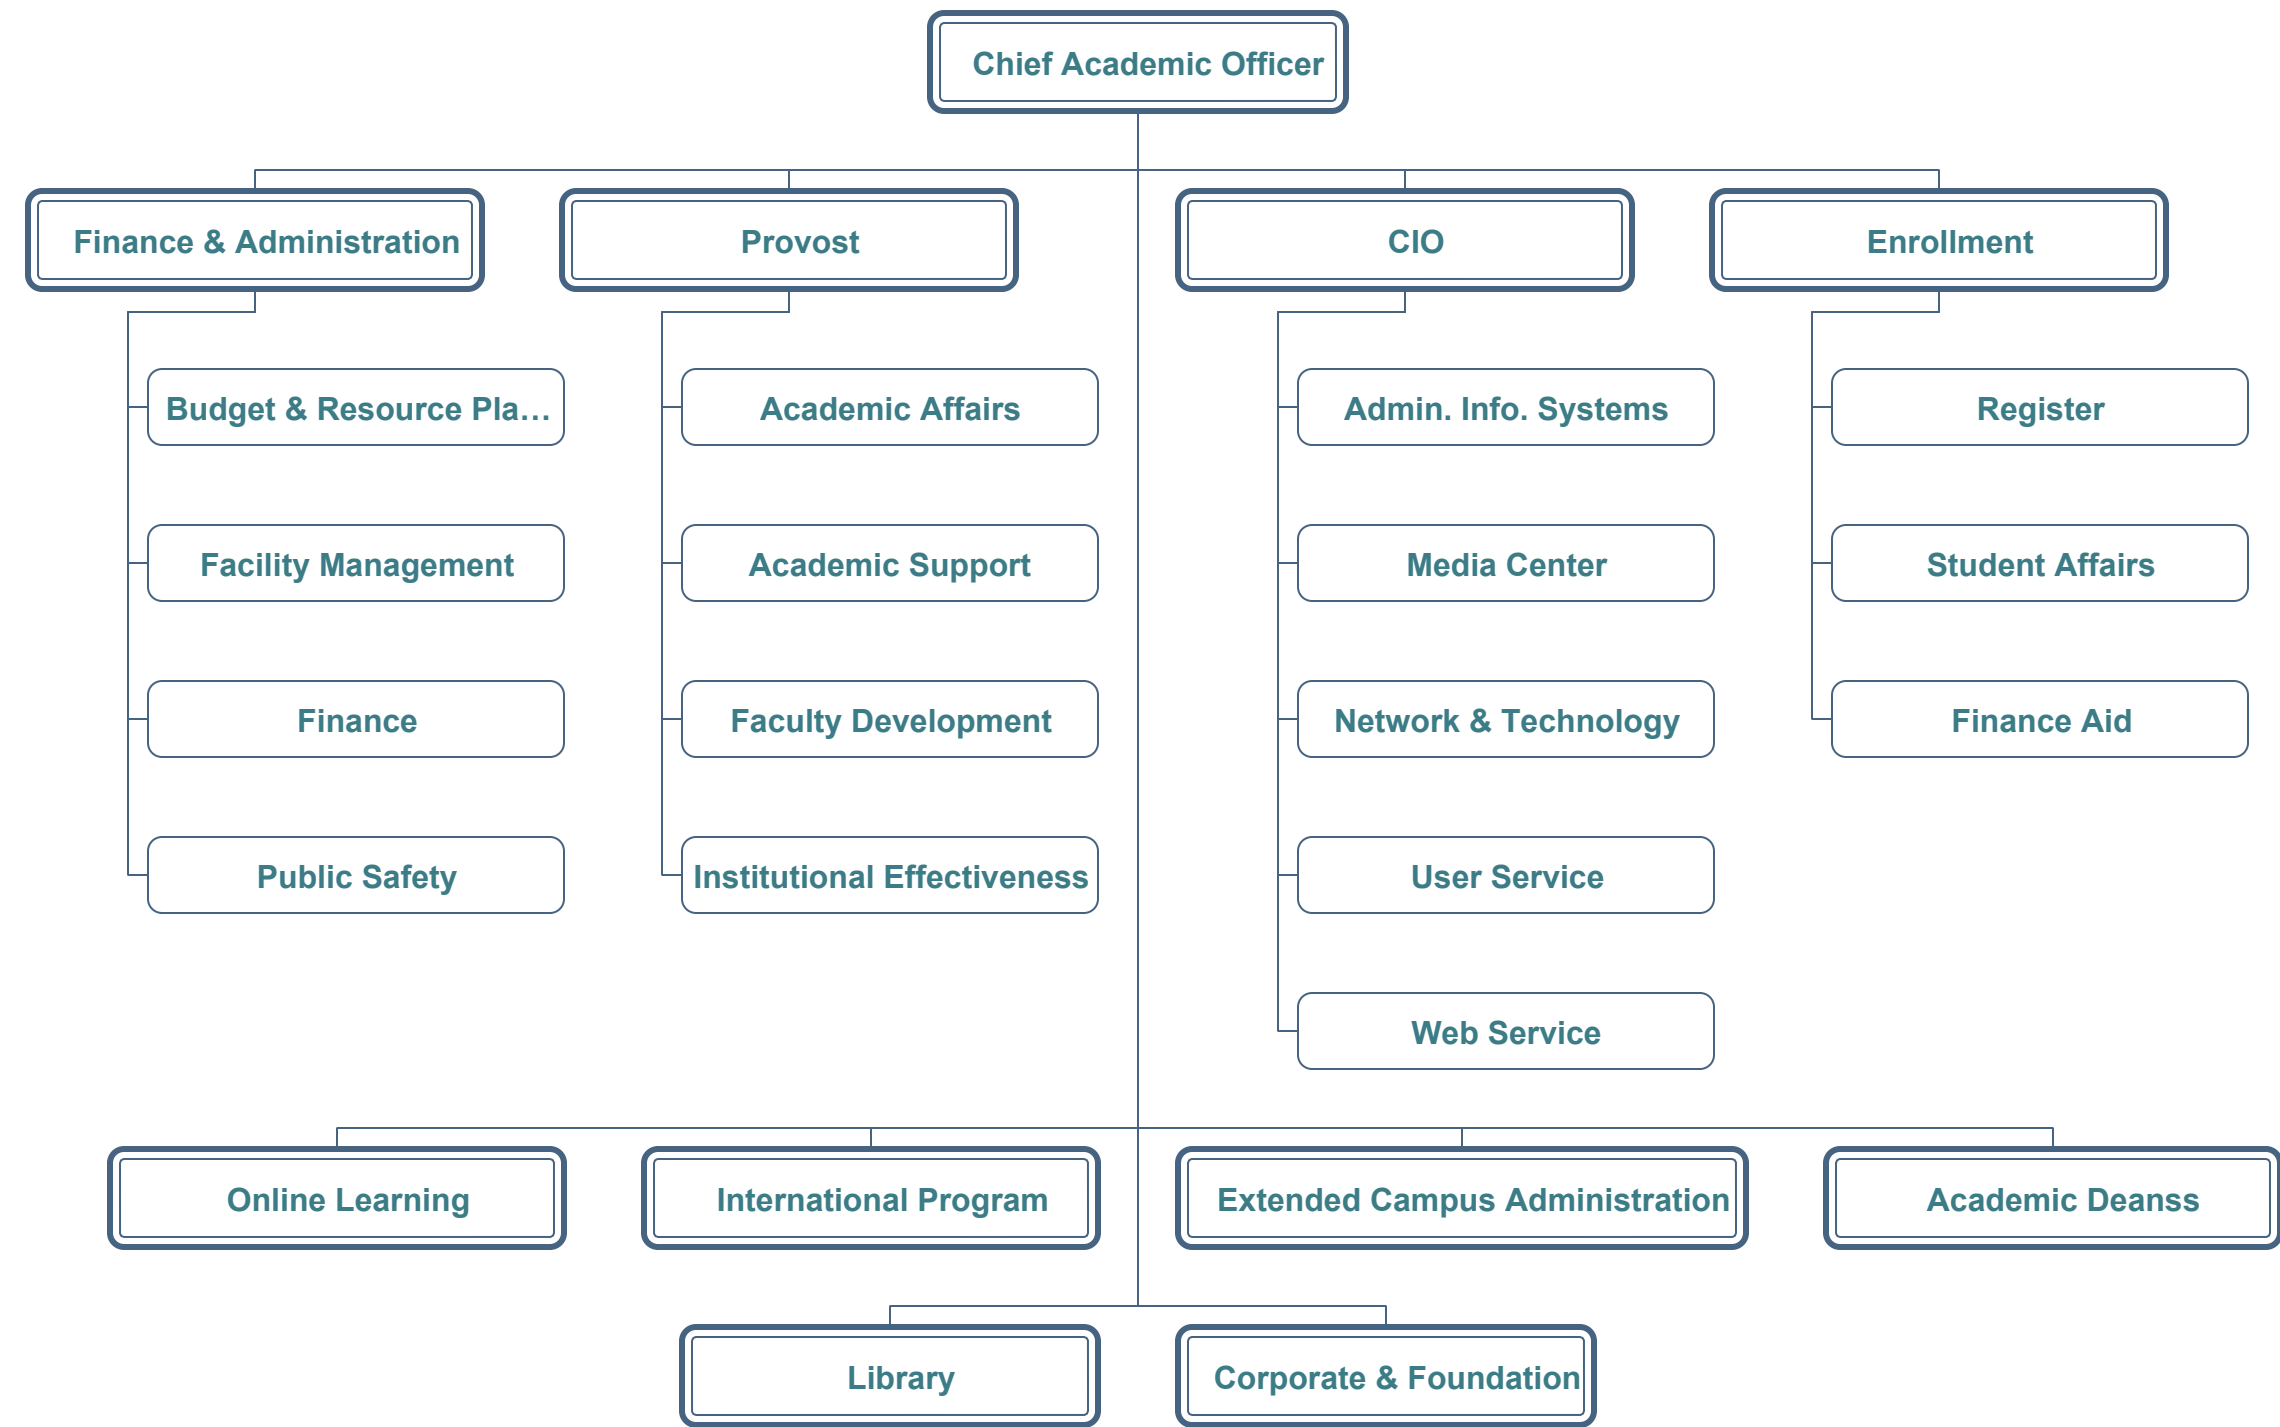 Chief Academic Officer
Finance & Administration
Provost
CIO
Enrollment
Budget & Resource Pla…
Academic Affairs
Admin. Info. Systems
Register
Facility Management
Academic Support
Media Center
Student Affairs
Finance
Faculty Development
Network & Technology
Finance Aid
Public Safety
Institutional Effectiveness
User Service
Web Service
Online Learning
International Program
Extended Campus Administration
Academic Deanss
Library
Corporate & Foundation